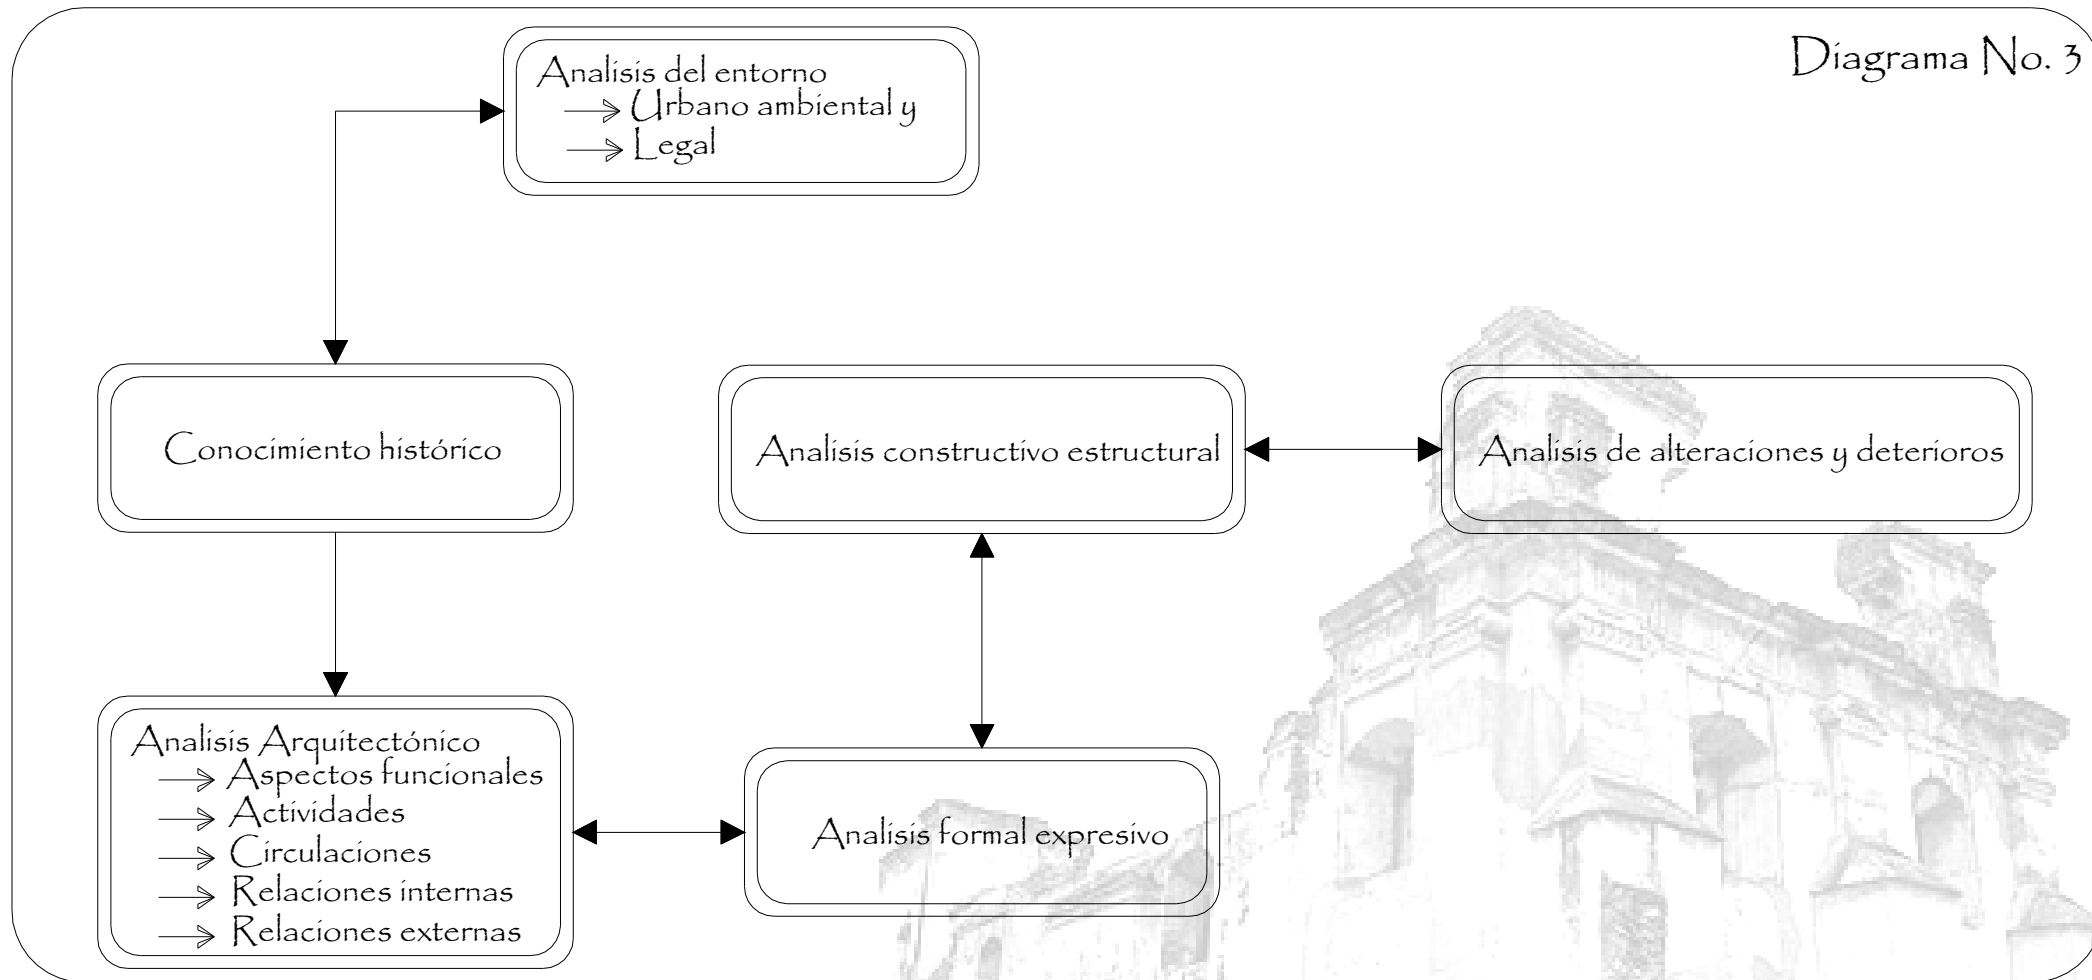 Diagrama No. 3
Analisis del entorno
Urbano ambiental y
Legal
Conocimiento histórico
Analisis constructivo estructural
Analisis de alteraciones y deterioros
Analisis Arquitectónico
Aspectos funcionales
Actividades
Circulaciones
Relaciones internas
Relaciones externas
Analisis formal expresivo